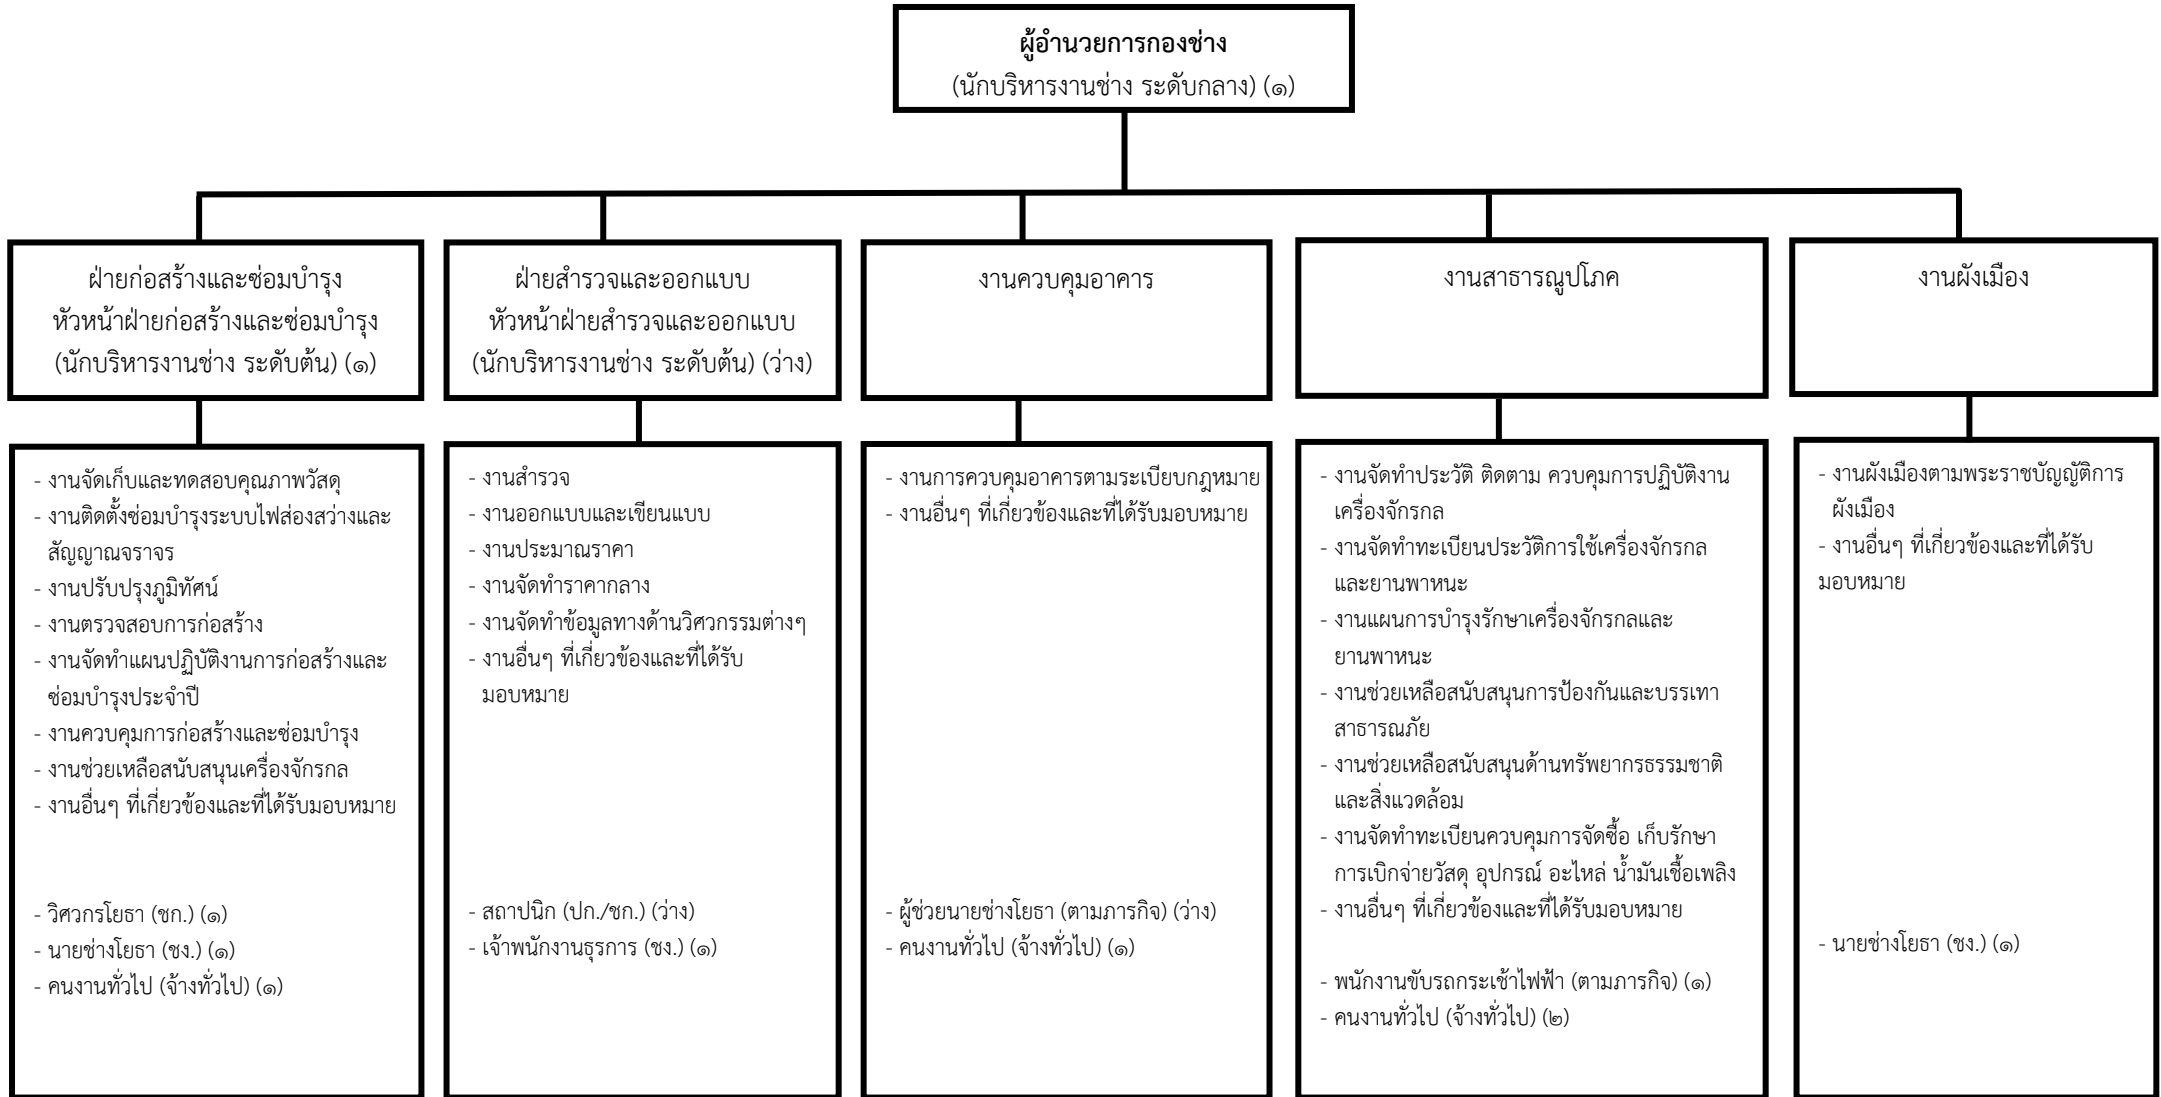 ผู้อำนวยการกองช่าง
(นักบริหารงานช่าง ระดับกลาง) (๑)
ฝ่ายก่อสร้างและซ่อมบำรุง
หัวหน้าฝ่ายก่อสร้างและซ่อมบำรุง
(นักบริหารงานช่าง ระดับต้น) (๑)
ฝ่ายสำรวจและออกแบบ
หัวหน้าฝ่ายสำรวจและออกแบบ
(นักบริหารงานช่าง ระดับต้น) (ว่าง)
งานควบคุมอาคาร
งานสาธารณูปโภค
งานผังเมือง
- งานจัดเก็บและทดสอบคุณภาพวัสดุ
- งานติดตั้งซ่อมบำรุงระบบไฟส่องสว่างและ
สัญญาณจราจร
- งานปรับปรุงภูมิทัศน์
- งานตรวจสอบการก่อสร้าง
- งานจัดทำแผนปฏิบัติงานการก่อสร้างและ
ซ่อมบำรุงประจำปี
- งานควบคุมการก่อสร้างและซ่อมบำรุง
- งานช่วยเหลือสนับสนุนเครื่องจักรกล
- งานอื่นๆ ที่เกี่ยวข้องและที่ได้รับมอบหมาย
- วิศวกรโยธา (ชก.) (๑)
- นายช่างโยธา (ชง.) (๑)
- คนงานทั่วไป (จ้างทั่วไป) (๑)
- งานสำรวจ
- งานออกแบบและเขียนแบบ
- งานประมาณราคา
- งานจัดทำราคากลาง
- งานจัดทำข้อมูลทางด้านวิศวกรรมต่างๆ
- งานอื่นๆ ที่เกี่ยวข้องและที่ได้รับ
มอบหมาย
- สถาปนิก (ปก./ชก.) (ว่าง)
- เจ้าพนักงานธุรการ (ชง.) (๑)
- งานการควบคุมอาคารตามระเบียบกฎหมาย
- งานอื่นๆ ที่เกี่ยวข้องและที่ได้รับมอบหมาย
- ผู้ช่วยนายช่างโยธา (ตามภารกิจ) (ว่าง)
- คนงานทั่วไป (จ้างทั่วไป) (๑)
- งานจัดทำประวัติ ติดตาม ควบคุมการปฏิบัติงาน
เครื่องจักรกล
- งานจัดทำทะเบียนประวัติการใช้เครื่องจักรกล
และยานพาหนะ
- งานแผนการบำรุงรักษาเครื่องจักรกลและ
ยานพาหนะ
- งานช่วยเหลือสนับสนุนการป้องกันและบรรเทา
สาธารณภัย
- งานช่วยเหลือสนับสนุนด้านทรัพยากรธรรมชาติ
และสิ่งแวดล้อม
- งานจัดทำทะเบียนควบคุมการจัดซื้อ เก็บรักษา
การเบิกจ่ายวัสดุ อุปกรณ์ อะไหล่ น้ำมันเชื้อเพลิง
- งานอื่นๆ ที่เกี่ยวข้องและที่ได้รับมอบหมาย
- พนักงานขับรถกระเช้าไฟฟ้า (ตามภารกิจ) (๑)
- คนงานทั่วไป (จ้างทั่วไป) (๒)
- งานผังเมืองตามพระราชบัญญัติการ
ผังเมือง
- งานอื่นๆ ที่เกี่ยวข้องและที่ได้รับ
มอบหมาย
- นายช่างโยธา (ชง.) (๑)